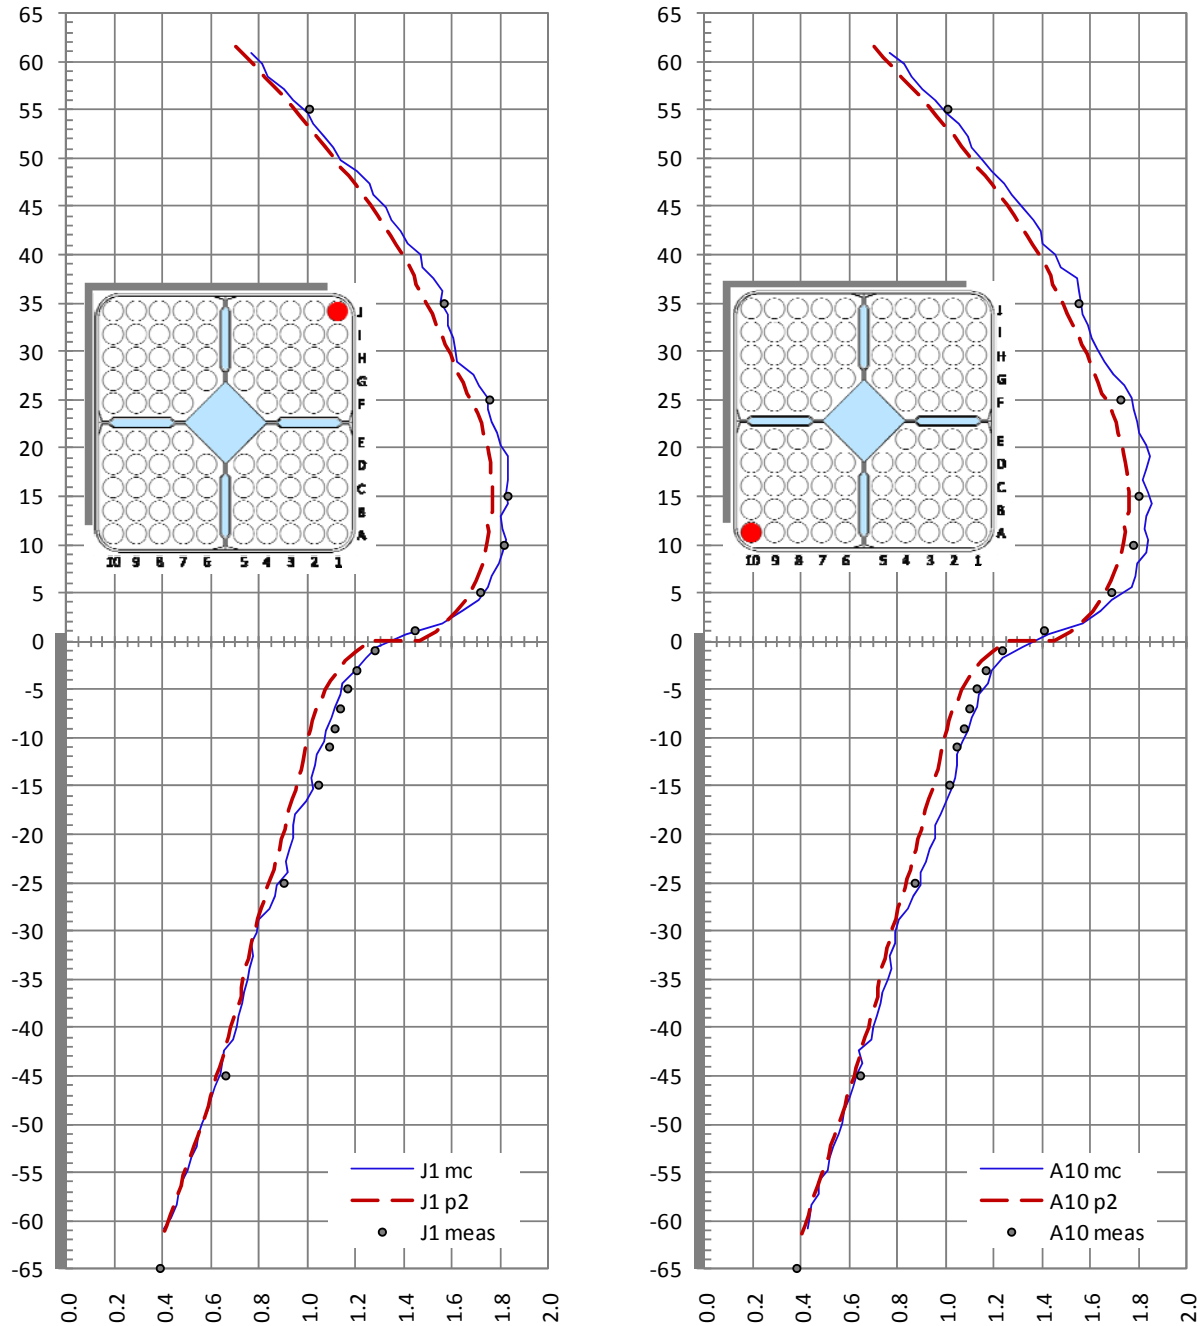 65
60
55
50
45
40
35
30
25
20
15
10
5
0
-5
-10
-15
-20
-25
-30
-35
-40
-45
-50
-55
-60
-65
J
I
H
G
F
E
D
C
B
A
10 9 8 7 6 5 4 3 2 1
J1 mc
J1 p2
J1 meas
0.0 0.2 0.4 0.6 0.8 1.0 1.2 1.4 1.6 1.8 2.0
65
60
55
50
45
40
35
30
25
20
15
10
5
0
-5
-10
-15
-20
-25
-30
-35
-40
-45
-50
-55
-60
-65
J
I
H
G
F
E
D
C
B
A
10 9 8 7 6 5 4 3 2 1
A10 mc
A10 p2
A10 meas
0.0 0.2 0.4 0.6 0.8 1.0 1.2 1.4 1.6 1.8 2.0